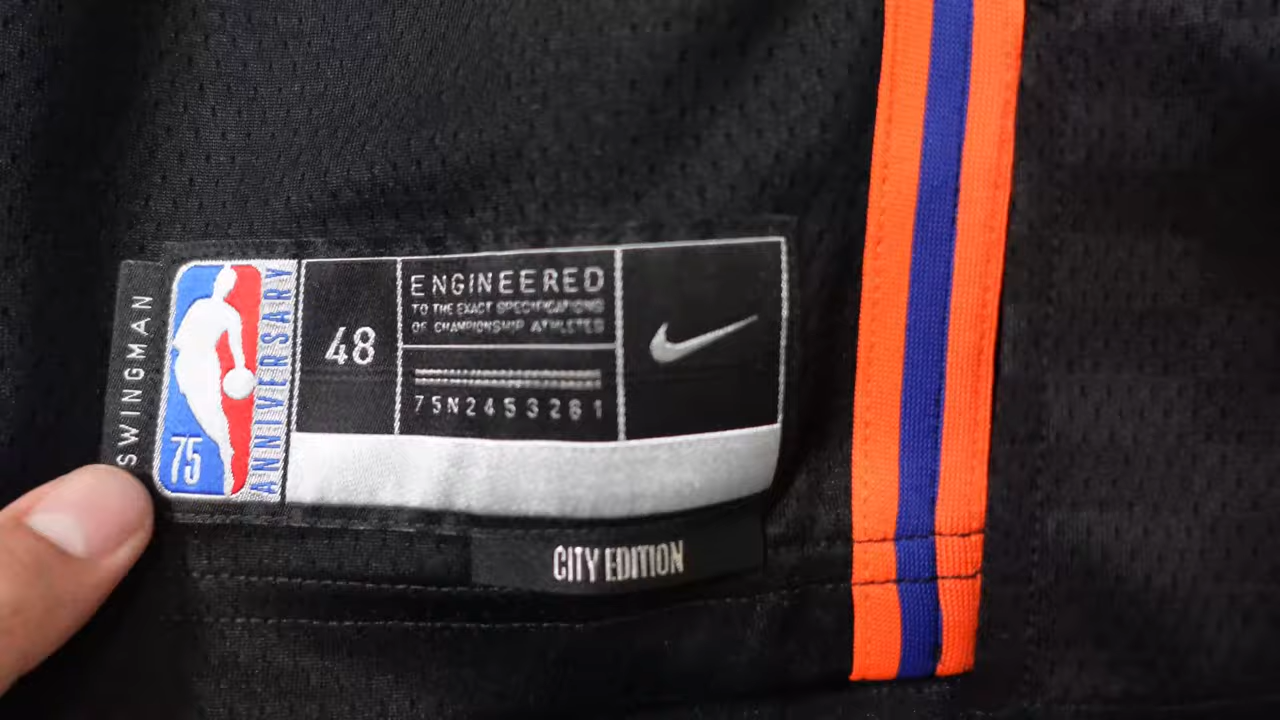 SWINGMAN
75
ANNIVERSARY
48
ENGINEERED
TO THE EXACT SPECIFICATIONS
OF CHAMPIONSHIP ATHLETES
75N2453281
CITY EDITION